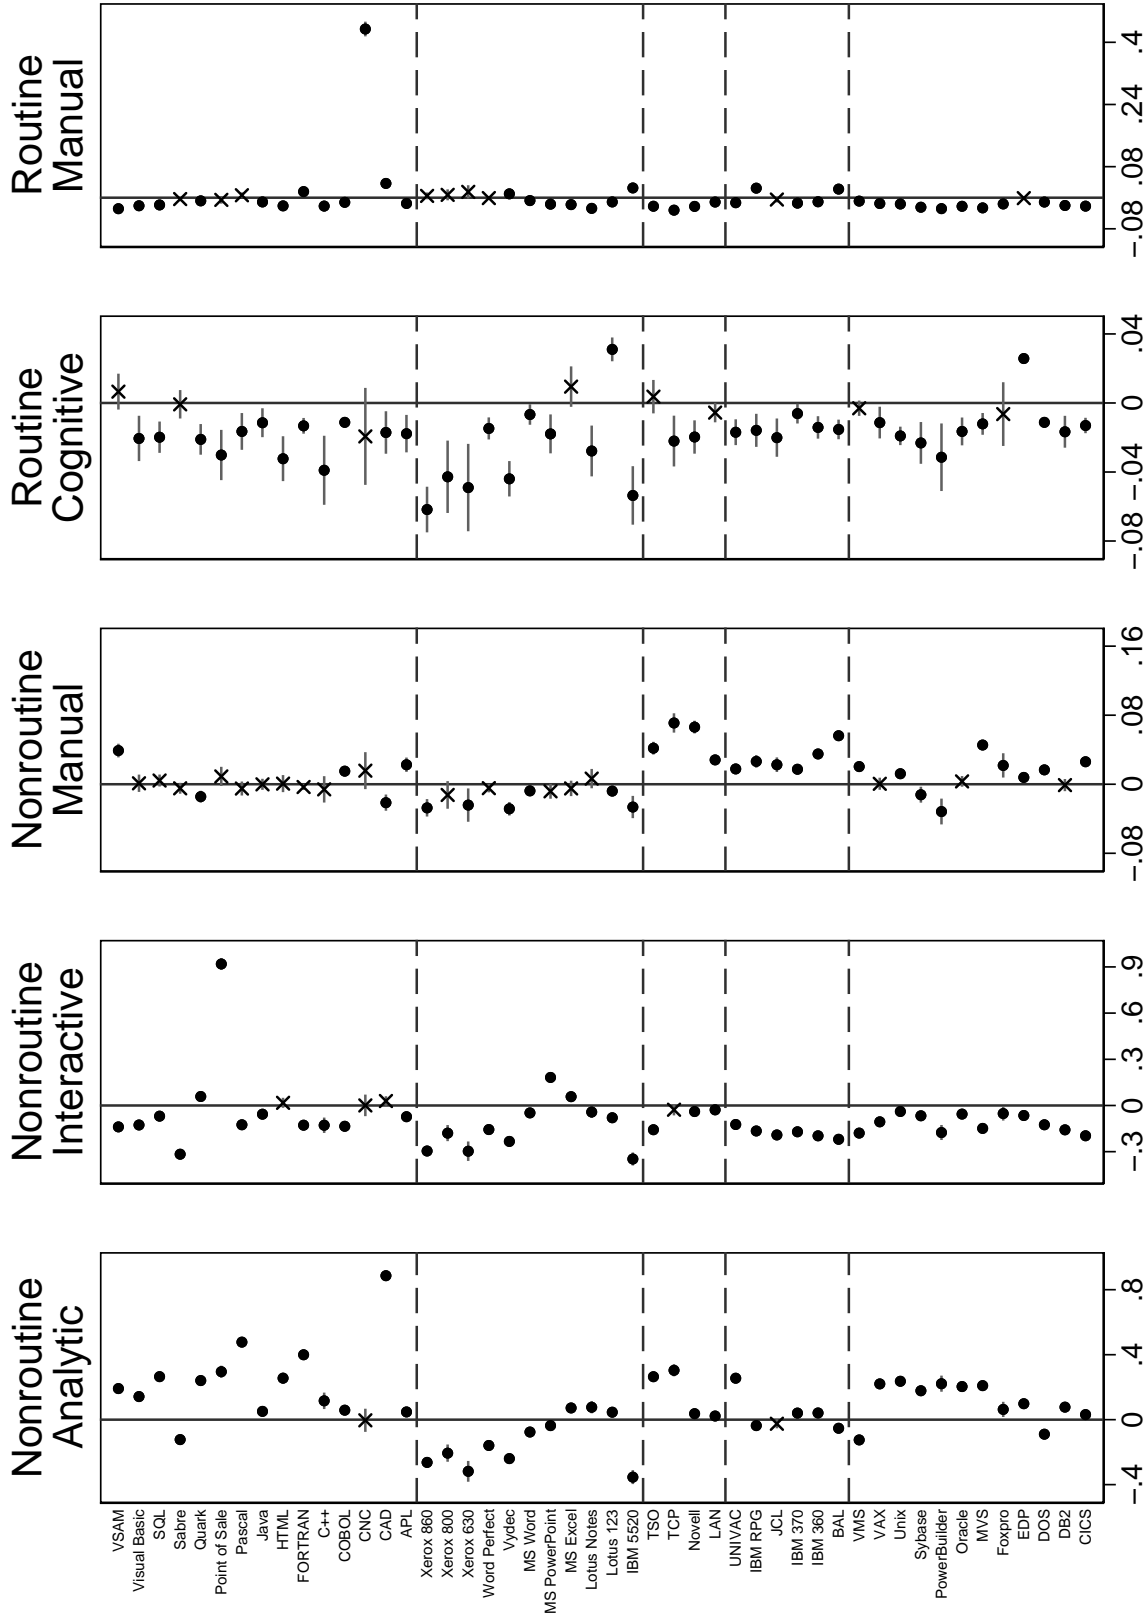 Nonroutine
Analytic
Nonroutine
Interactive
Nonroutine
Manual
Routine
Cognitive
Routine
Manual
VSAM
Visual Basic
SQL
Sabre
Quark
Point of Sale
Pascal
Java
HTML
FORTRAN
C++
COBOL
CNC
CAD
APL
Xerox 860
Xerox 800
Xerox 630
Word Perfect
Vydec
MS Word
MS PowerPoint
MS Excel
Lotus Notes
Lotus 123
IBM 5520
TSO
TCP
Novell
LAN
UNIVAC
IBM RPG
JCL
IBM 370
IBM 360
BAL
VMS
VAX
Unix
Sybase
PowerBuilder
Oracle
MVS
Foxpro
EDP
DOS
DB2
CICS
−.4 0 .4 .8
−.3 0 .3 .6 .9
−.08 0 .08 .16
−.08 −.04 0 .04
−.08 .08 .24 .4